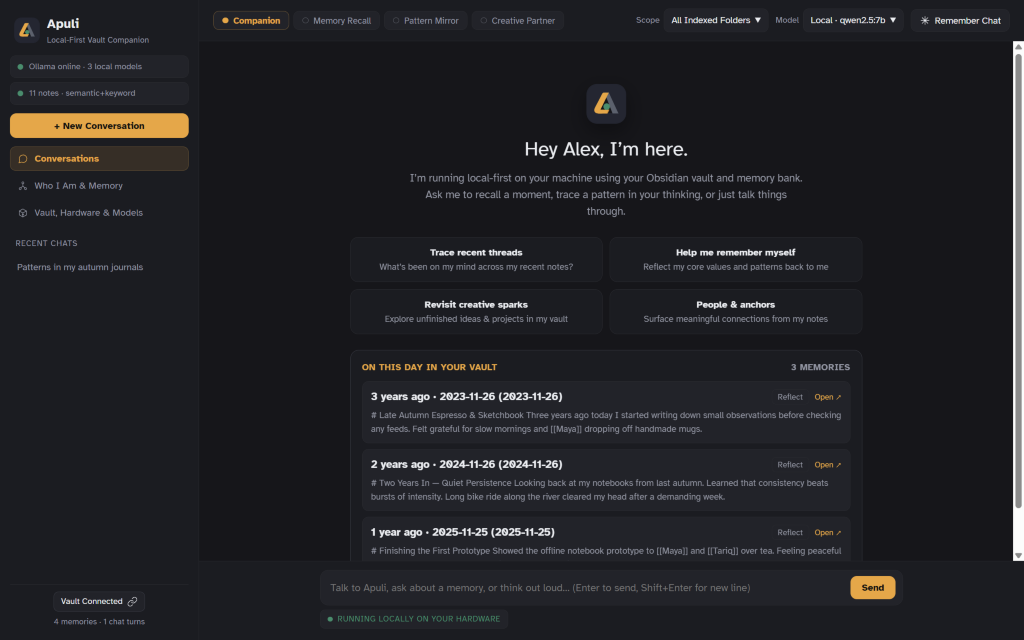 Apuli
Local-First Vault Companion
Ollama online · 3 local models
11 notes · semantic+keyword
+ New Conversation
Conversations
Who I Am & Memory
Vault, Hardware & Models
RECENT CHATS
Patterns in my autumn journals
Vault Connected
4 memories · 1 chat turns
Companion
Memory Recall
Pattern Mirror
Creative Partner
Scope
All Indexed Folders ▼
Model
Local · qwen2.5:7b ▼
Remember Chat
Hey Alex, I'm here.
I'm running local-first on your machine using your Obsidian vault and memory bank.
Ask me to recall a moment, trace a pattern in your thinking, or just talk things
through.
Trace recent threads
What's been on my mind across my recent notes?
Help me remember myself
Reflect my core values and patterns back to me
Revisit creative sparks
Explore unfinished ideas & projects in my vault
People & anchors
Surface meaningful connections from my notes
ON THIS DAY IN YOUR VAULT
3 MEMORIES
3 years ago · 2023-11-26 (2023-11-26)
Reflect
Open ↗
# Late Autumn Espresso & Sketchbook Three years ago today I started writing down small observations before checking
any feeds. Felt grateful for slow mornings and [[Maya]] dropping off handmade mugs.
2 years ago · 2024-11-26 (2024-11-26)
Reflect
Open ↗
# Two Years In — Quiet Persistence Looking back at my notebooks from last autumn. Learned that consistency beats
bursts of intensity. Long bike ride along the river cleared my head after a demanding week.
1 year ago · 2025-11-25 (2025-11-25)
Reflect
Open ↗
# Finishing the First Prototype Showed the offline notebook prototype to [[Maya]] and [[Tariq]] over tea. Feeling peaceful
Talk to Apuli, ask about a memory, or think out loud... (Enter to send, Shift+Enter for new line)
Send
RUNNING LOCALLY ON YOUR HARDWARE